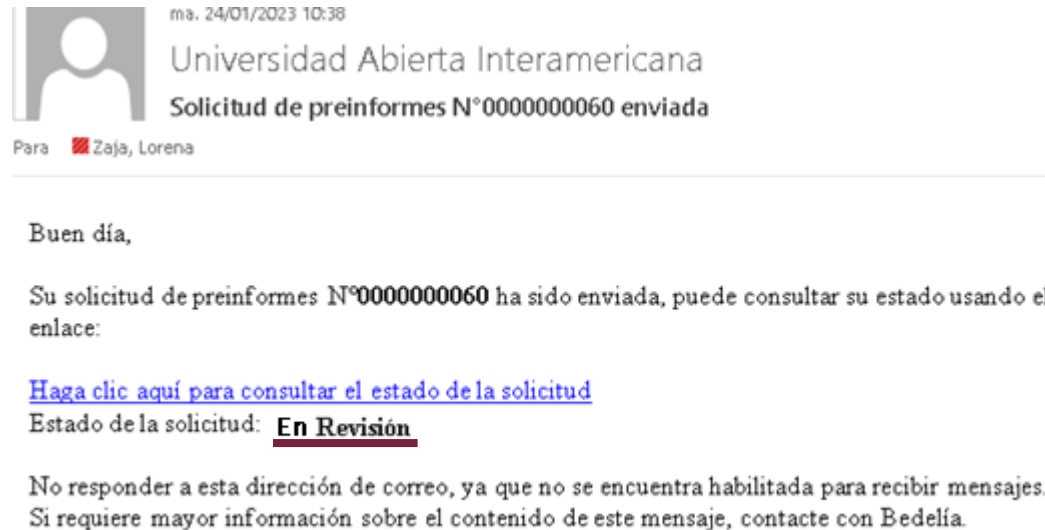 ma. 24/01/2023 10:38
Universidad Abierta Interamericana
Solicitud de preinformes N°0000000060 enviada
Para Zaja, Lorena
Buen día,
Su solicitud de preinformes N°0000000060 ha sido enviada, puede consultar su estado usando el
enlace:
Haga clic aquí para consultar el estado de la solicitud
Estado de la solicitud: En Revisión
No responder a esta dirección de correo, ya que no se encuentra habilitada para recibir mensajes.
Si requiere mayor información sobre el contenido de este mensaje, contacte con Bedelía.